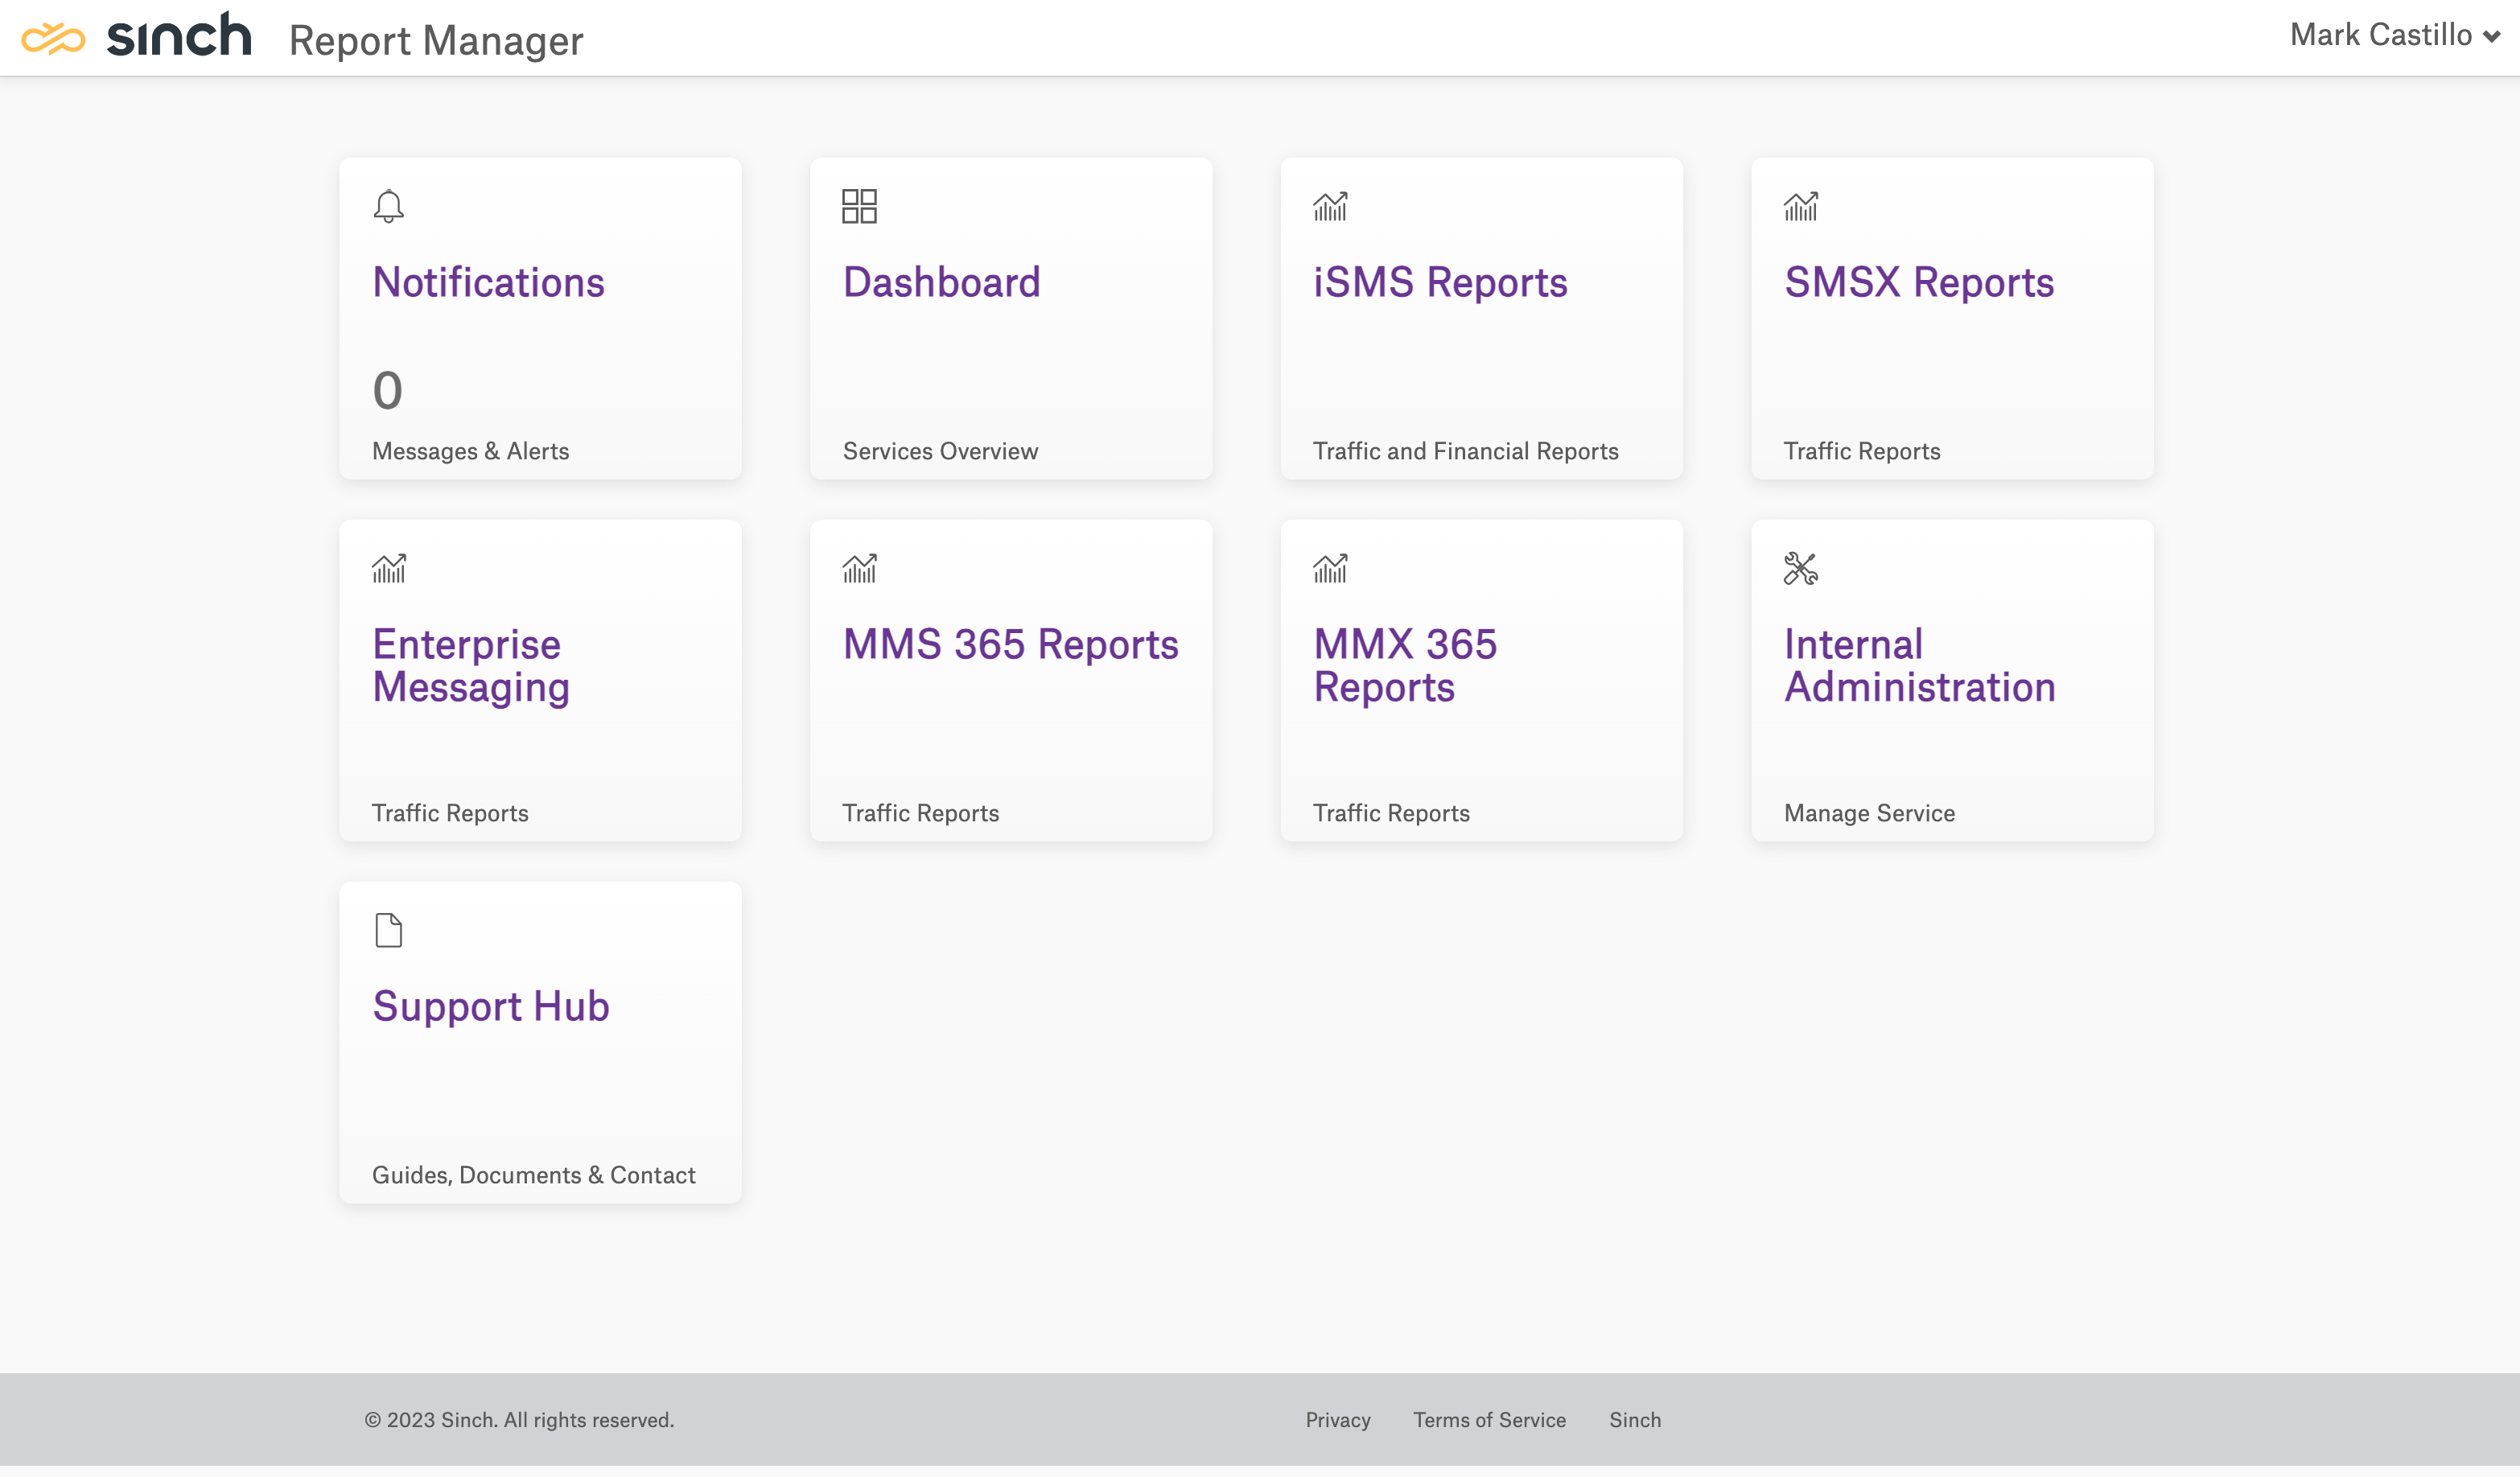 sinch Report Manager Mark Castillo
Notifications
0
Messages & Alerts
Dashboard
Services Overview
iSMS Reports
Traffic and Financial Reports
SMSX Reports
Traffic Reports
Enterprise
Messaging
Traffic Reports
MMS 365 Reports
Traffic Reports
MMX 365
Reports
Traffic Reports
Internal
Administration
Manage Service
Support Hub
Guides, Documents & Contact
© 2023 Sinch. All rights reserved. Privacy Terms of Service Sinch